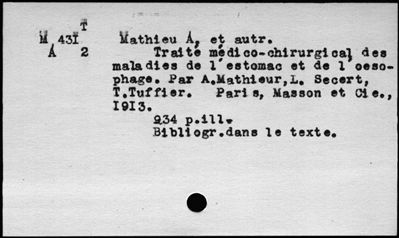 T
M 431 Mathieu A, et autr.
A 2 Traité médico-chirurgical des
maladies de l'estomac et de l'oeso-
phage. Par A.Mathieur,L. Secert,
T.Tuffier. Paris, Masson et Cie.,
1913.
934 p.ill.
Bibliogr.dans le texte.